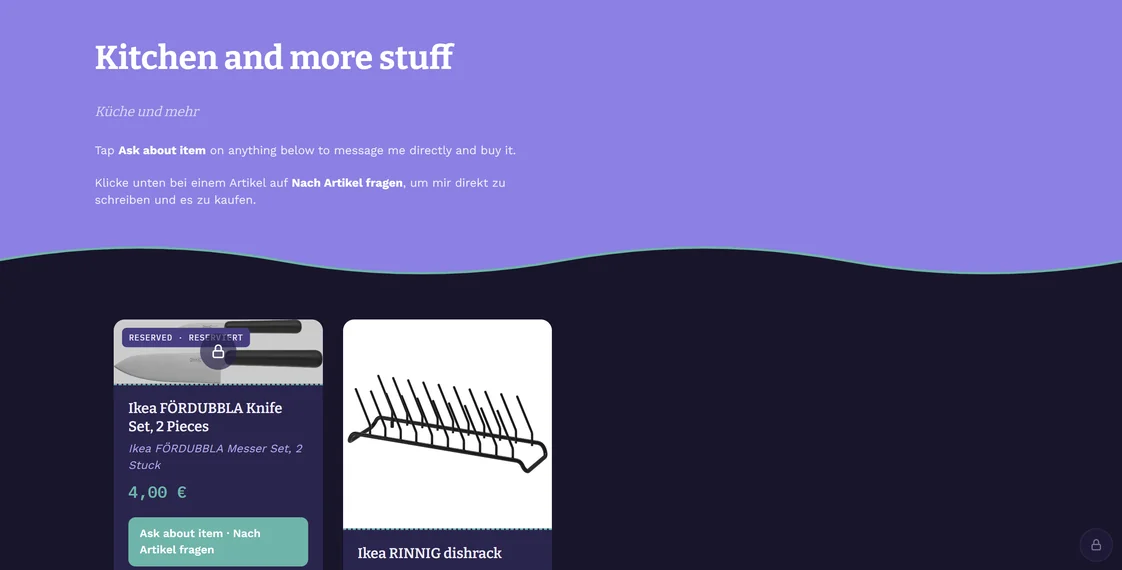 Kitchen and more stuff
Küche und mehr
Tap Ask about item on anything below to message me directly and buy it.
Klicke unten bei einem Artikel auf Nach Artikel fragen, um mir direkt zu
schreiben und es zu kaufen.
RESERVED · RESERVIERT
Ikea FÖRDUBBLA Knife
Set, 2 Pieces
Ikea FÖRDUBBLA Messer Set, 2
Stuck
4,00 €
Ask about item · Nach
Artikel fragen
Ikea RINNIG dishrack